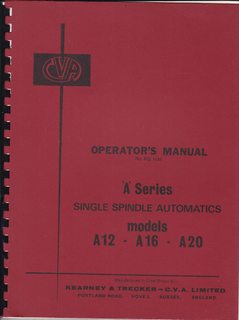 CVA
OPERATOR'S MANUAL
'A' Series
SINGLE SPINDLE AUTOMATICS
models
A12 - A16 - A20
KEARNEY & TRECKER - C.V.A. LIMITED
PORTLAND ROAD, HOVE 3, SUSSEX, ENGLAND